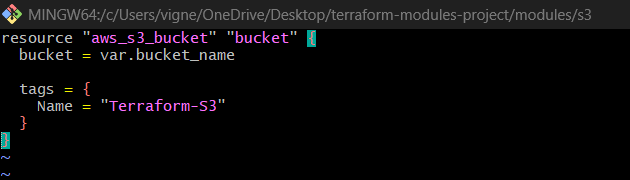 MINGW64:/c/Users/vigne/OneDrive/Desktop/terraform-modules-project/modules/s3
resource "aws_s3_bucket" "bucket" {
  bucket = var.bucket_name

  tags = {
    Name = "Terraform-S3"
  }
}
~
~